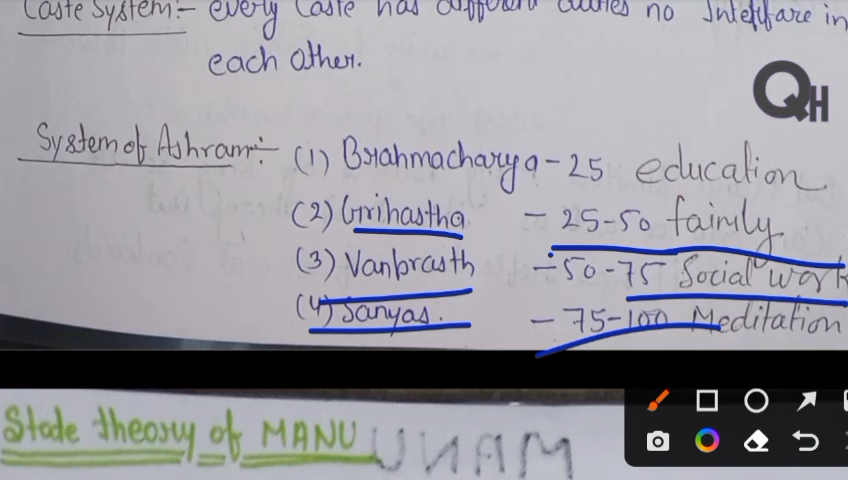 Caste System:- every Caste has different duties no Intefare in
each other.
QH
System of Ashram:- (1) Brahmacharya - 25 education
(2) Grihastha - 25-50 faimly
(3) Vanprasth - 50-75 Social work
(4) Sanyas. - 75-100 Meditation
State theory of MANU